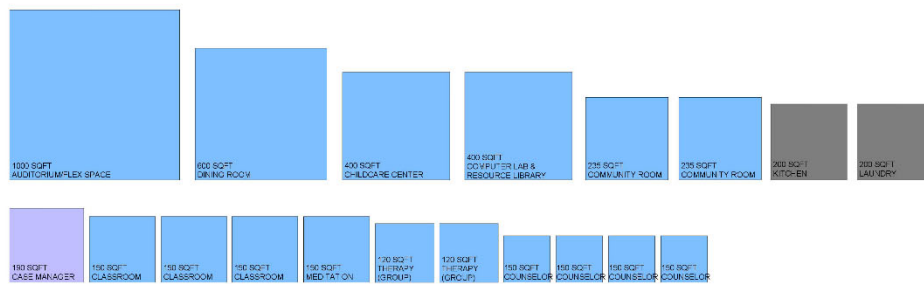 1000 SQFT
AUDITORIUM/FLEX SPACE
600 SQFT
DINING ROOM
400 SQFT
CHILDCARE CENTER
400 SQFT
COMPUTER LAB &
RESOURCE LIBRARY
235 SQFT
COMMUNITY ROOM
235 SQFT
COMMUNITY ROOM
200 SQFT
KITCHEN
200 SQFT
LAUNDRY
190 SQFT
CASE MANAGER
150 SQFT
CLASSROOM
150 SQFT
CLASSROOM
150 SQFT
CLASSROOM
150 SQFT
MEDITATION
120 SQFT
THERAPY
(GROUP)
120 SQFT
THERAPY
(GROUP)
150 SQFT
COUNSELOR
150 SQFT
COUNSELOR
150 SQFT
COUNSELOR
150 SQFT
COUNSELOR